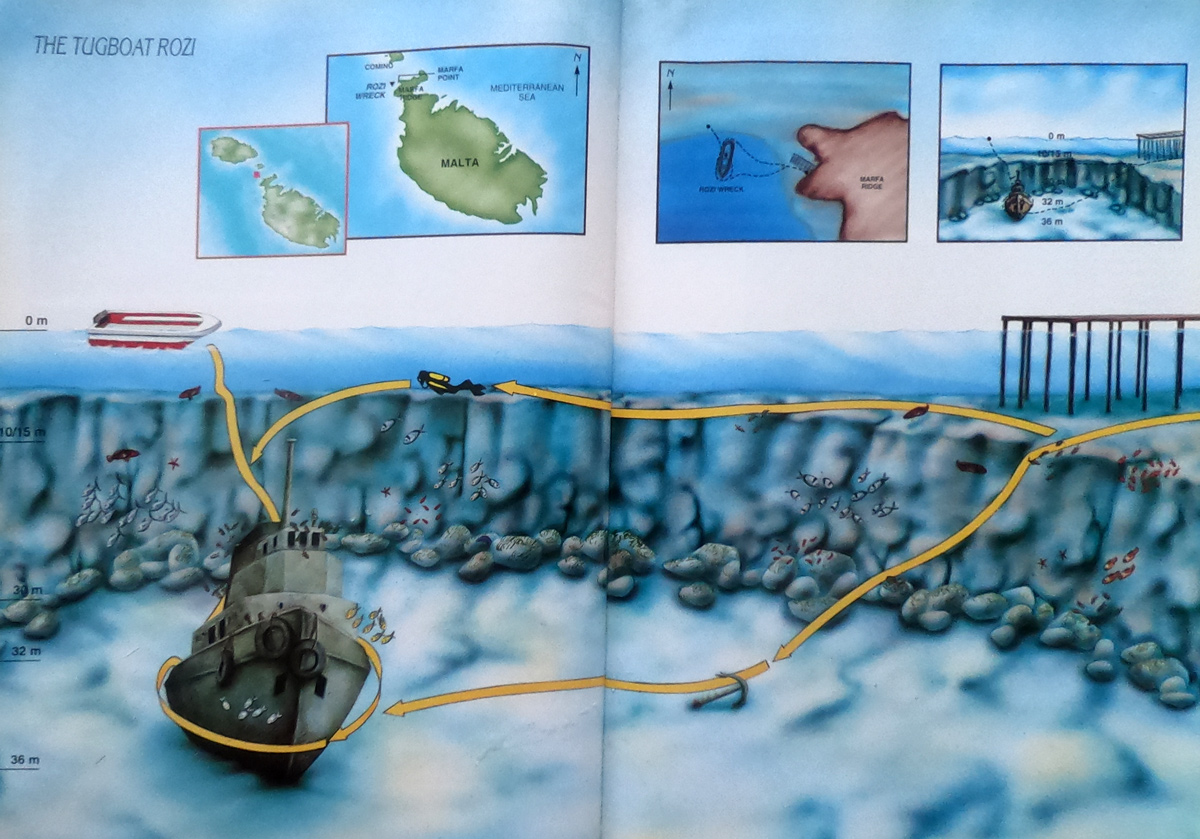 THE TUGBOAT ROZI
COMINO
MARFA
POINT
ROZI
WRECK
MARFA
RIDGE
MEDITERRANEAN
SEA
N
MALTA
N
ROZI WRECK
MARFA
RIDGE
0 m
10/15 m
32 m
36 m
0 m
10/15 m
30 m
32 m
36 m